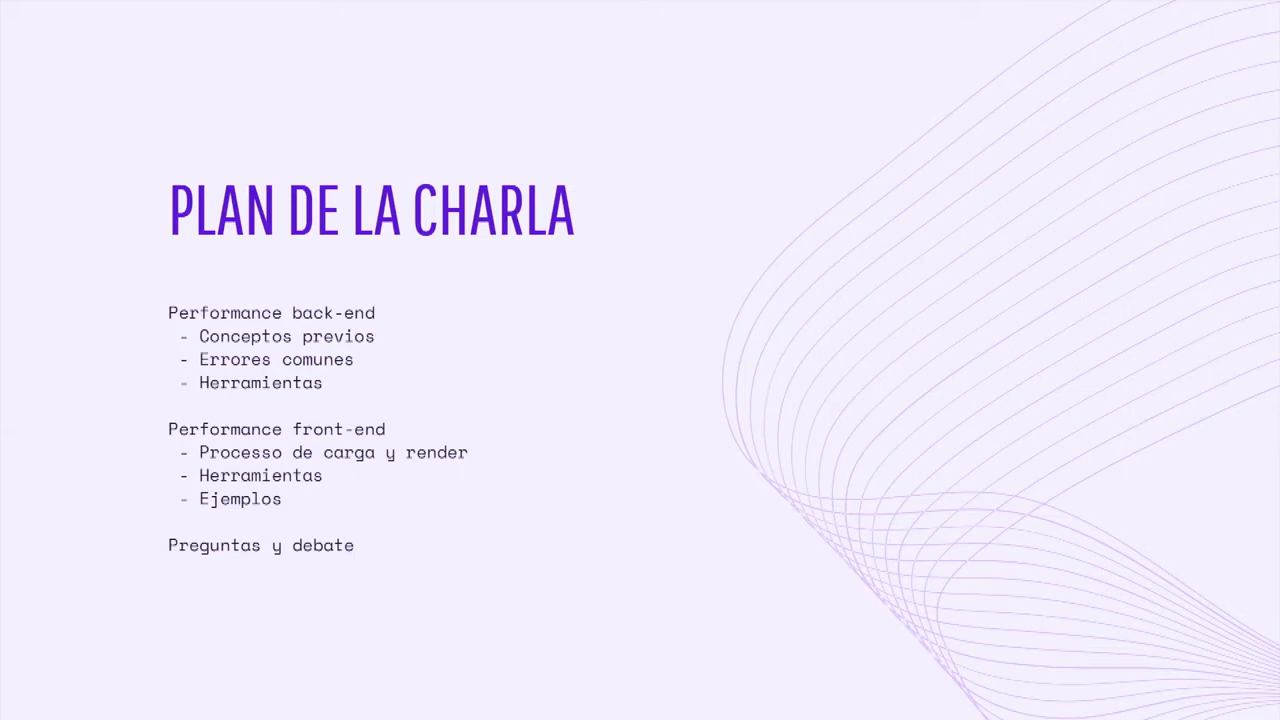 PLAN DE LA CHARLA
Performance back-end
- Conceptos previos
- Errores comunes
- Herramientas
Performance front-end
- Processo de carga y render
- Herramientas
- Ejemplos
Preguntas y debate